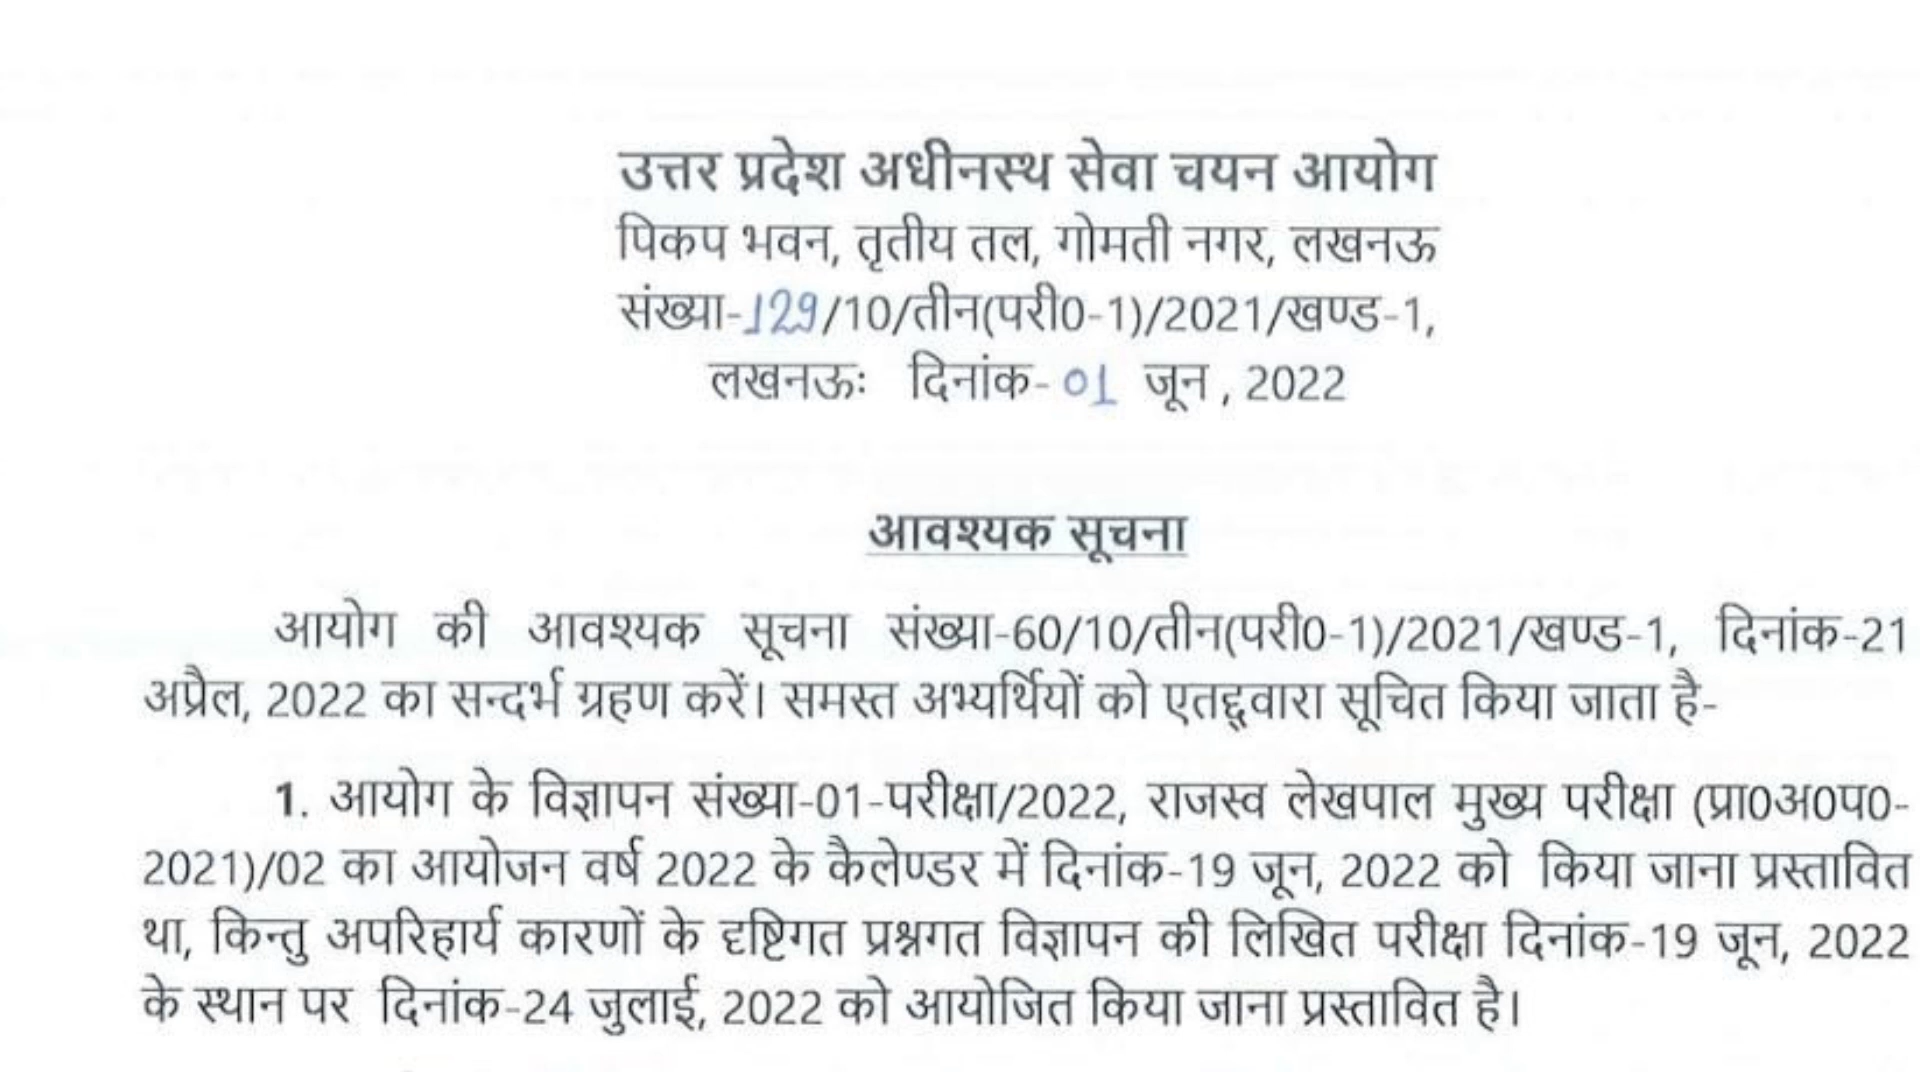 उत्तर प्रदेश अधीनस्थ सेवा चयन आयोग
पिकप भवन, तृतीय तल, गोमती नगर, लखनऊ
संख्या-129/10/तीन(परी0-1)/2021/खण्ड-1,
लखनऊः दिनांक- 01 जून , 2022
आवश्यक सूचना
आयोग की आवश्यक सूचना संख्या-60/10/तीन(परी0-1)/2021/खण्ड-1, दिनांक-21
अप्रैल, 2022 का सन्दर्भ ग्रहण करें। समस्त अभ्यर्थियों को एतद्द्वारा सूचित किया जाता है-
1. आयोग के विज्ञापन संख्या-01-परीक्षा/2022, राजस्व लेखपाल मुख्य परीक्षा (प्रा0अ0प0-
2021)/02 का आयोजन वर्ष 2022 के कैलेण्डर में दिनांक-19 जून, 2022 को किया जाना प्रस्तावित
था, किन्तु अपरिहार्य कारणों के दृष्टिगत प्रश्नगत विज्ञापन की लिखित परीक्षा दिनांक-19 जून, 2022
के स्थान पर दिनांक-24 जुलाई, 2022 को आयोजित किया जाना प्रस्तावित है।